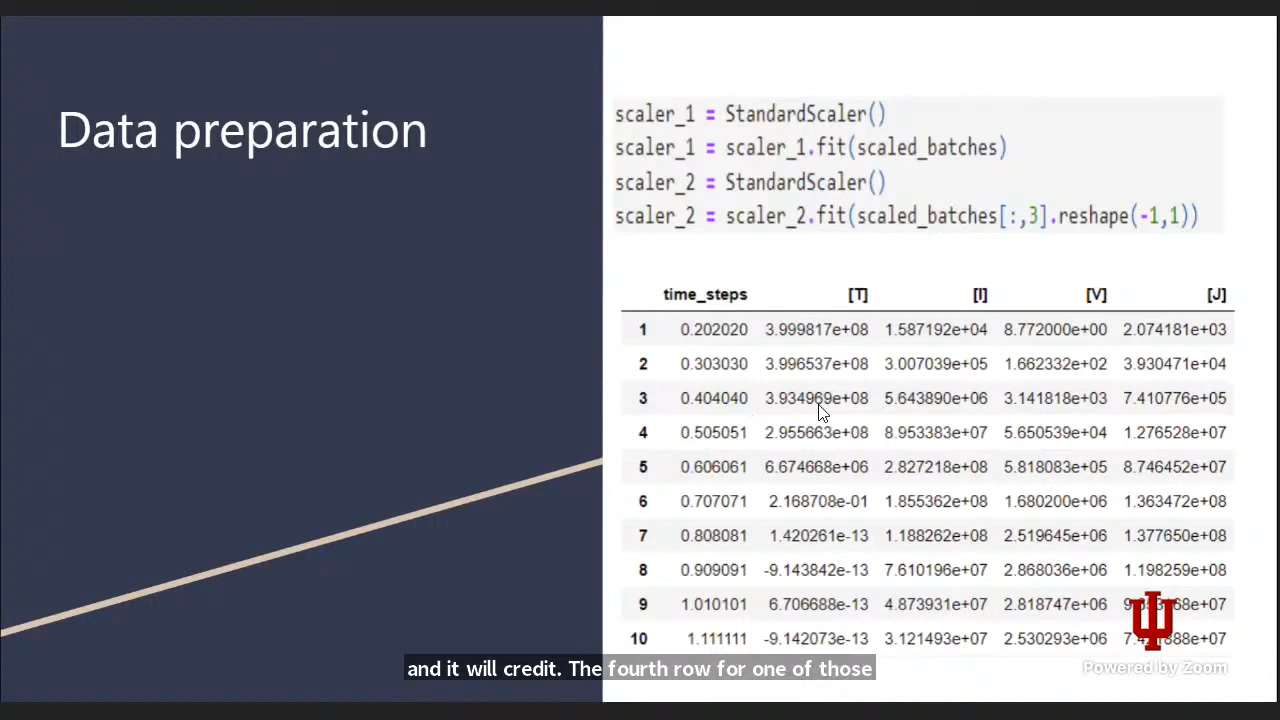 Data preparation
scaler_1 = StandardScaler()
scaler_1 = scaler_1.fit(scaled_batches)
scaler_2 = StandardScaler()
scaler_2 = scaler_2.fit(scaled_batches[:,3].reshape(-1,1))
time_steps [T] [I] [V] [J]
1 0.202020 3.999817e+08 1.587192e+04 8.772000e+00 2.074181e+03
2 0.303030 3.996537e+08 3.007039e+05 1.662332e+02 3.930471e+04
3 0.404040 3.934969e+08 5.643890e+06 3.141818e+03 7.410776e+05
4 0.505051 2.955663e+08 8.953383e+07 5.650539e+04 1.276528e+07
5 0.606061 6.674668e+06 2.827218e+08 5.818083e+05 8.746452e+07
6 0.707071 2.168708e-01 1.855362e+08 1.680200e+06 1.363472e+08
7 0.808081 1.420261e-13 1.188262e+08 2.519645e+06 1.377650e+08
8 0.909091 -9.143842e-13 7.610196e+07 2.868036e+06 1.198259e+08
9 1.010101 6.706688e-13 4.873931e+07 2.818747e+06
10 1.111111 -9.142073e-13 3.121493e+07 2.530293e+06
and it will credit. The fourth row for one of those
Powered by Zoom